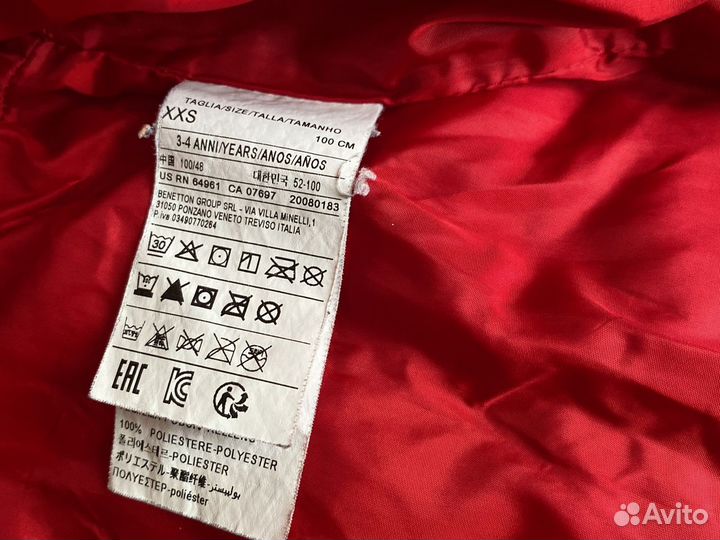 TAGLIA/SIZE/TALLA/TAMANHO
XXS 100 CM
3-4 ANNI/YEARS/ANOS/AÑOS
中国 100/48 대한민국 52-100
US RN 64961 CA 07697 20080183
BENETTON GROUP SRL - VIA VILLA MINELLI,1
31050 PONZANO VENETO TREVISO ITALIA
P.iva 03490770264
30
EAC
100% POLIESTERE-POLYESTER
폴리에스테르-POLIESTER
ポリエステル-聚酯纤维-بوليستر
ПОЛУЕСТЕР-poliéster
Avito